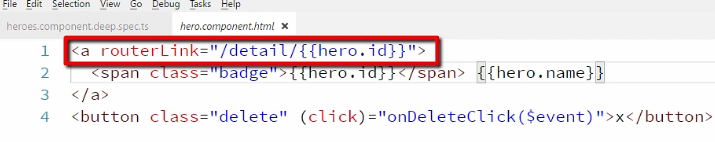 File Edit Selection View Go Debug Tasks Help
heroes.component.deep.spec.ts hero.component.html ×
1 <a routerLink="/detail/{{hero.id}}">
2 <span class="badge">{{hero.id}}</span> {{hero.name}}
3 </a>
4 <button class="delete" (click)="onDeleteClick($event)">x</button>